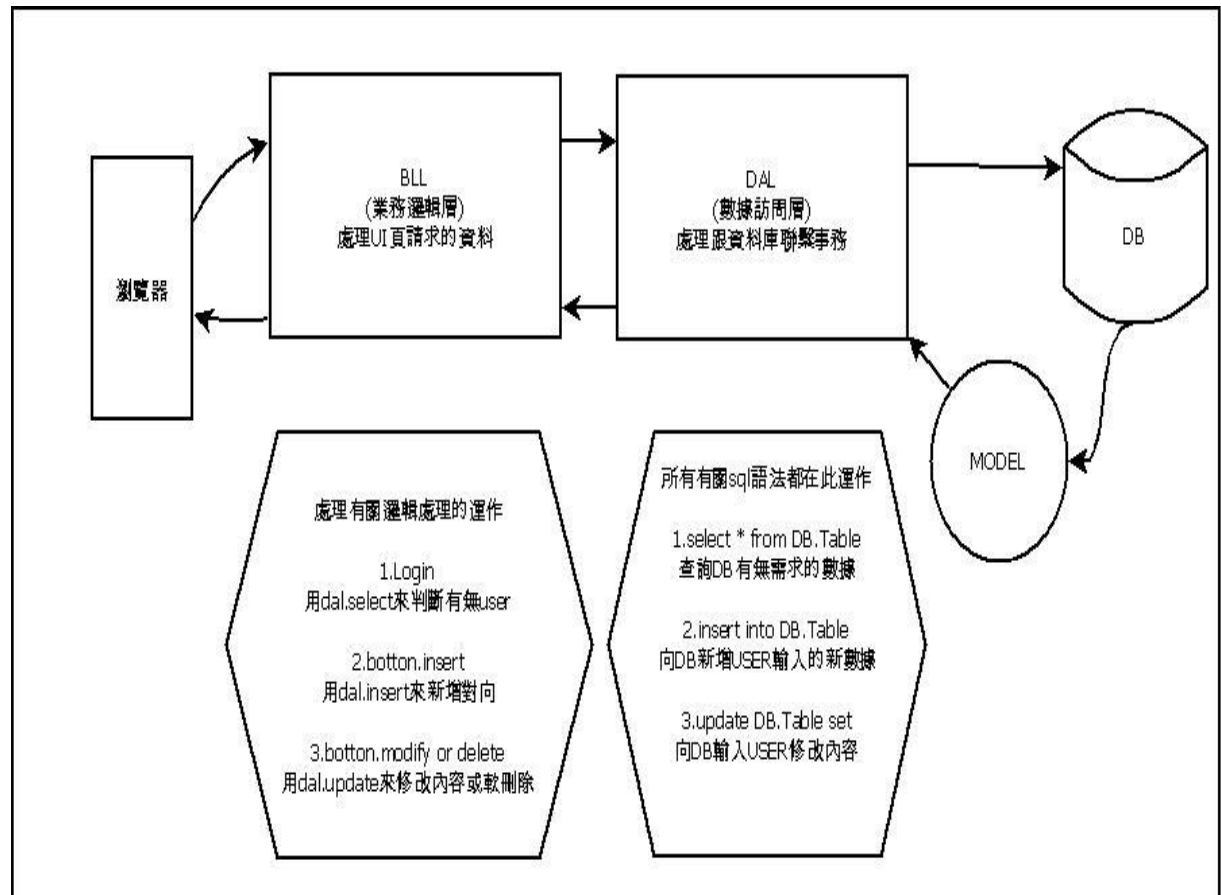 瀏覽器
BLL
(業務邏輯層)
處理UI頁請求的資料
DAL
(數據訪問層)
處理跟資料庫聯繫事務
DB
MODEL
處理有關邏輯處理的運作
1.Login
用dal.select來判斷有無user
2.botton.insert
用dal.insert來新增對向
3.botton.modify or delete
用dal.update來修改內容或軟刪除
所有有關sql語法都在此運作
1.select * from DB.Table
查詢DB有無需求的數據
2.insert into DB.Table
向DB新增USER輸入的新數據
3.update DB.Table set
向DB輸入USER修改內容